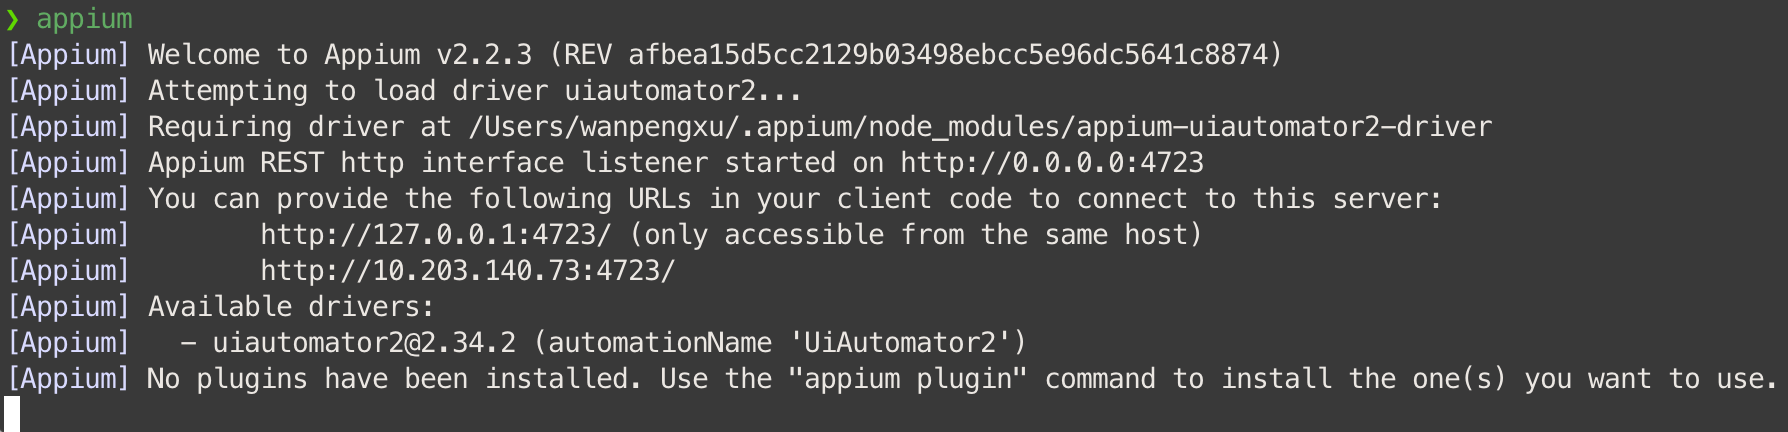 ❯ appium
[Appium] Welcome to Appium v2.2.3 (REV afbea15d5cc2129b03498ebcc5e96dc5641c8874)
[Appium] Attempting to load driver uiautomator2...
[Appium] Requiring driver at /Users/wanpengxu/.appium/node_modules/appium-uiautomator2-driver
[Appium] Appium REST http interface listener started on http://0.0.0.0:4723
[Appium] You can provide the following URLs in your client code to connect to this server:
[Appium]        http://127.0.0.1:4723/ (only accessible from the same host)
[Appium]        http://10.203.140.73:4723/
[Appium] Available drivers:
[Appium]   - uiautomator2@2.34.2 (automationName 'UiAutomator2')
[Appium] No plugins have been installed. Use the "appium plugin" command to install the one(s) you want to use.